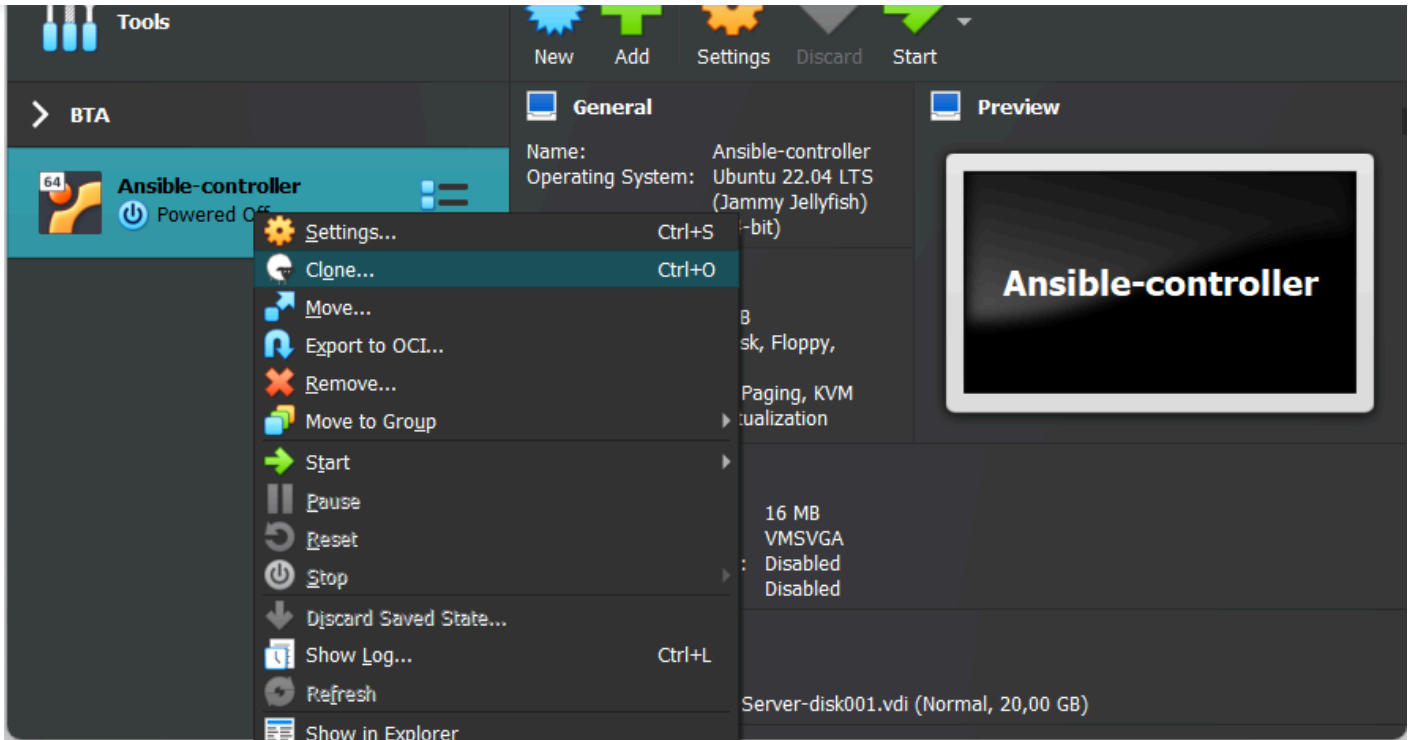 Tools
New Add Settings Discard Start
BTA
General
Preview
Name: Ansible-controller
Operating System: Ubuntu 22.04 LTS
(Jammy Jellyfish)
-bit)
64
Ansible-controller
Powered Off
Ansible-controller
Settings... Ctrl+S
Clone... Ctrl+O
Move...
Export to OCI...
Remove...
Move to Group
Start
Pause
Reset
Stop
Discard Saved State...
Show Log... Ctrl+L
Refresh
Show in Explorer
B
sk, Floppy,
Paging, KVM
tualization
16 MB
VMSVGA
: Disabled
Disabled
Server-disk001.vdi (Normal, 20,00 GB)